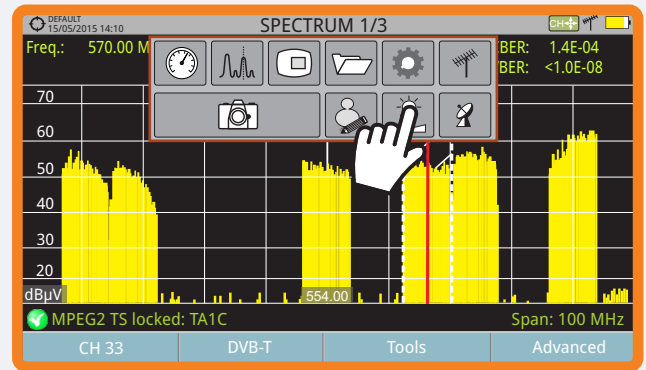 DEFAULT
15/05/2015 14:10
SPECTRUM 1/3
CH
Freq.: 570.00 M
BER: 1.4E-04
BER: <1.0E-08
70
60
50
40
30
20
dBµV
554.00
MPEG2 TS locked: TA1C
Span: 100 MHz
CH 33
DVB-T
Tools
Advanced